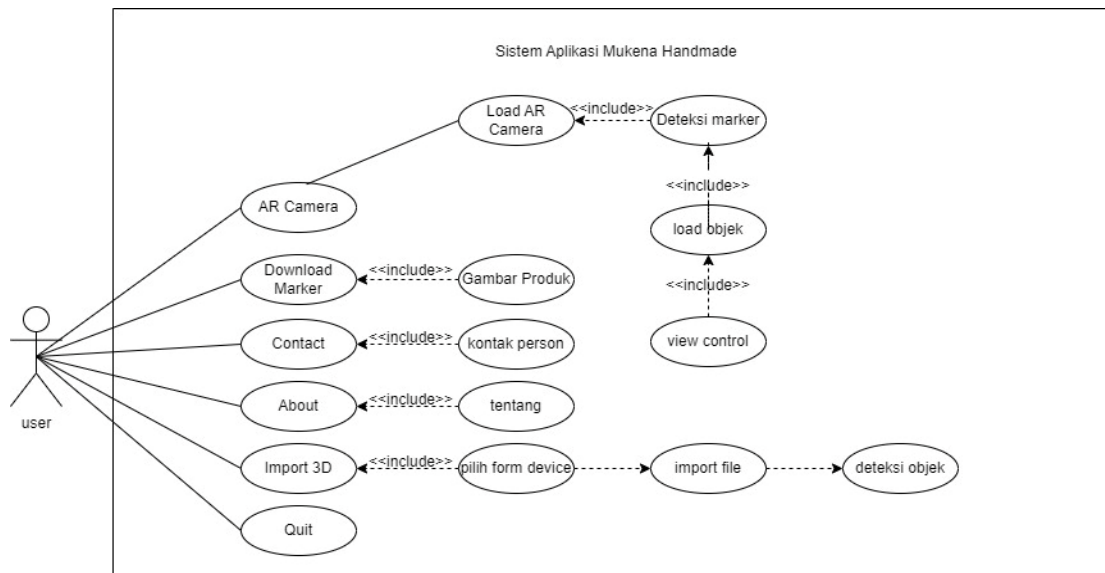 Sistem Aplikasi Mukena Handmade
Load AR
Camera
<<include>>
Deteksi marker
<<include>>
AR Camera
load objek
Download
Marker
<<include>>
Gambar Produk
<<include>>
Contact
<<include>>
kontak person
view control
About
<<include>>
tentang
user
Import 3D
<<include>>
pilih form device
import file
deteksi objek
Quit